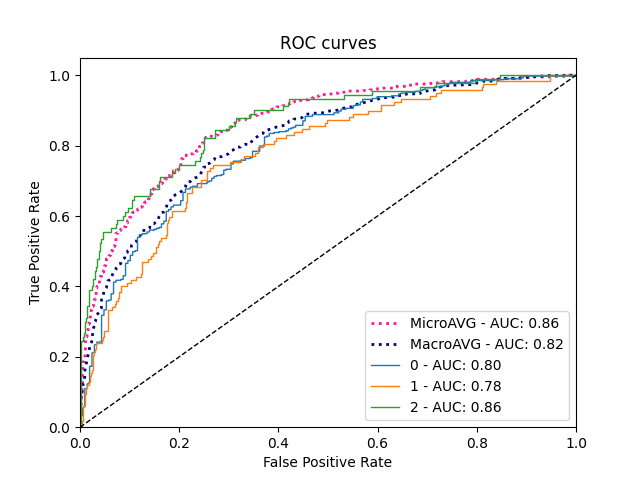 ROC curves
True Positive Rate
1.0
0.8
0.6
0.4
0.2
0.0
0.0 0.2 0.4 0.6 0.8 1.0
False Positive Rate
MicroAVG - AUC: 0.86
MacroAVG - AUC: 0.82
0 - AUC: 0.80
1 - AUC: 0.78
2 - AUC: 0.86